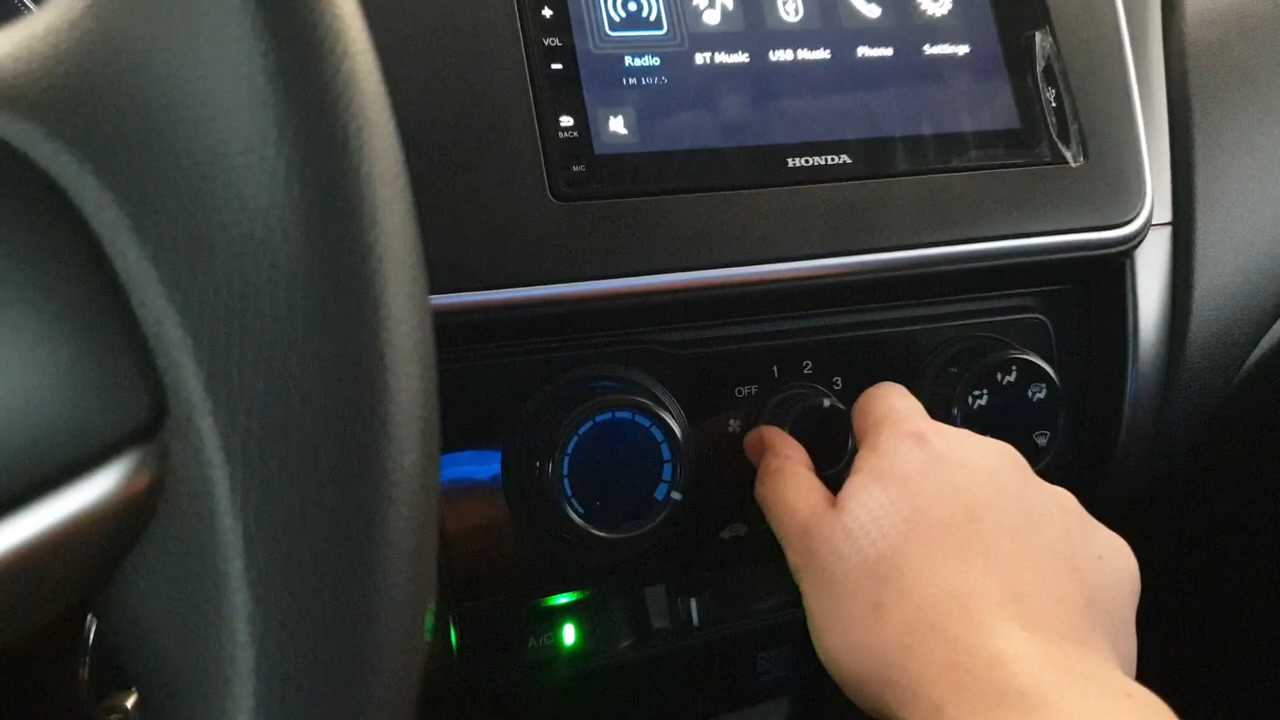 VOL
Radio
BT Music
USB Music
Phone
Settings
FM 107.5
BACK
MIC
HONDA
OFF
1
2
3
A/C